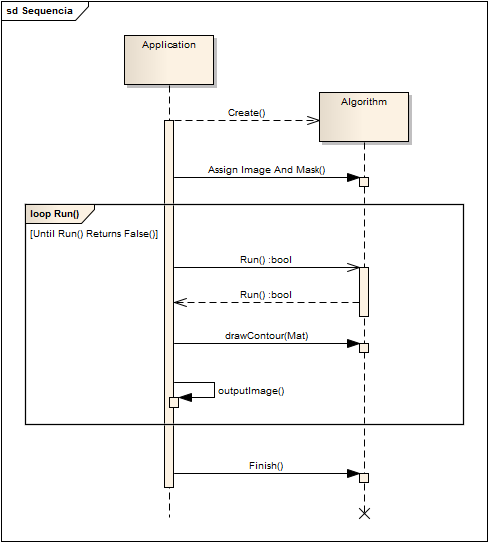 sd Sequencia
Application
Create()
Algorithm
Assign Image And Mask()
loop Run()
[Until Run() Returns False()]
Run() :bool
Run() :bool
drawContour(Mat)
outputImage()
Finish()